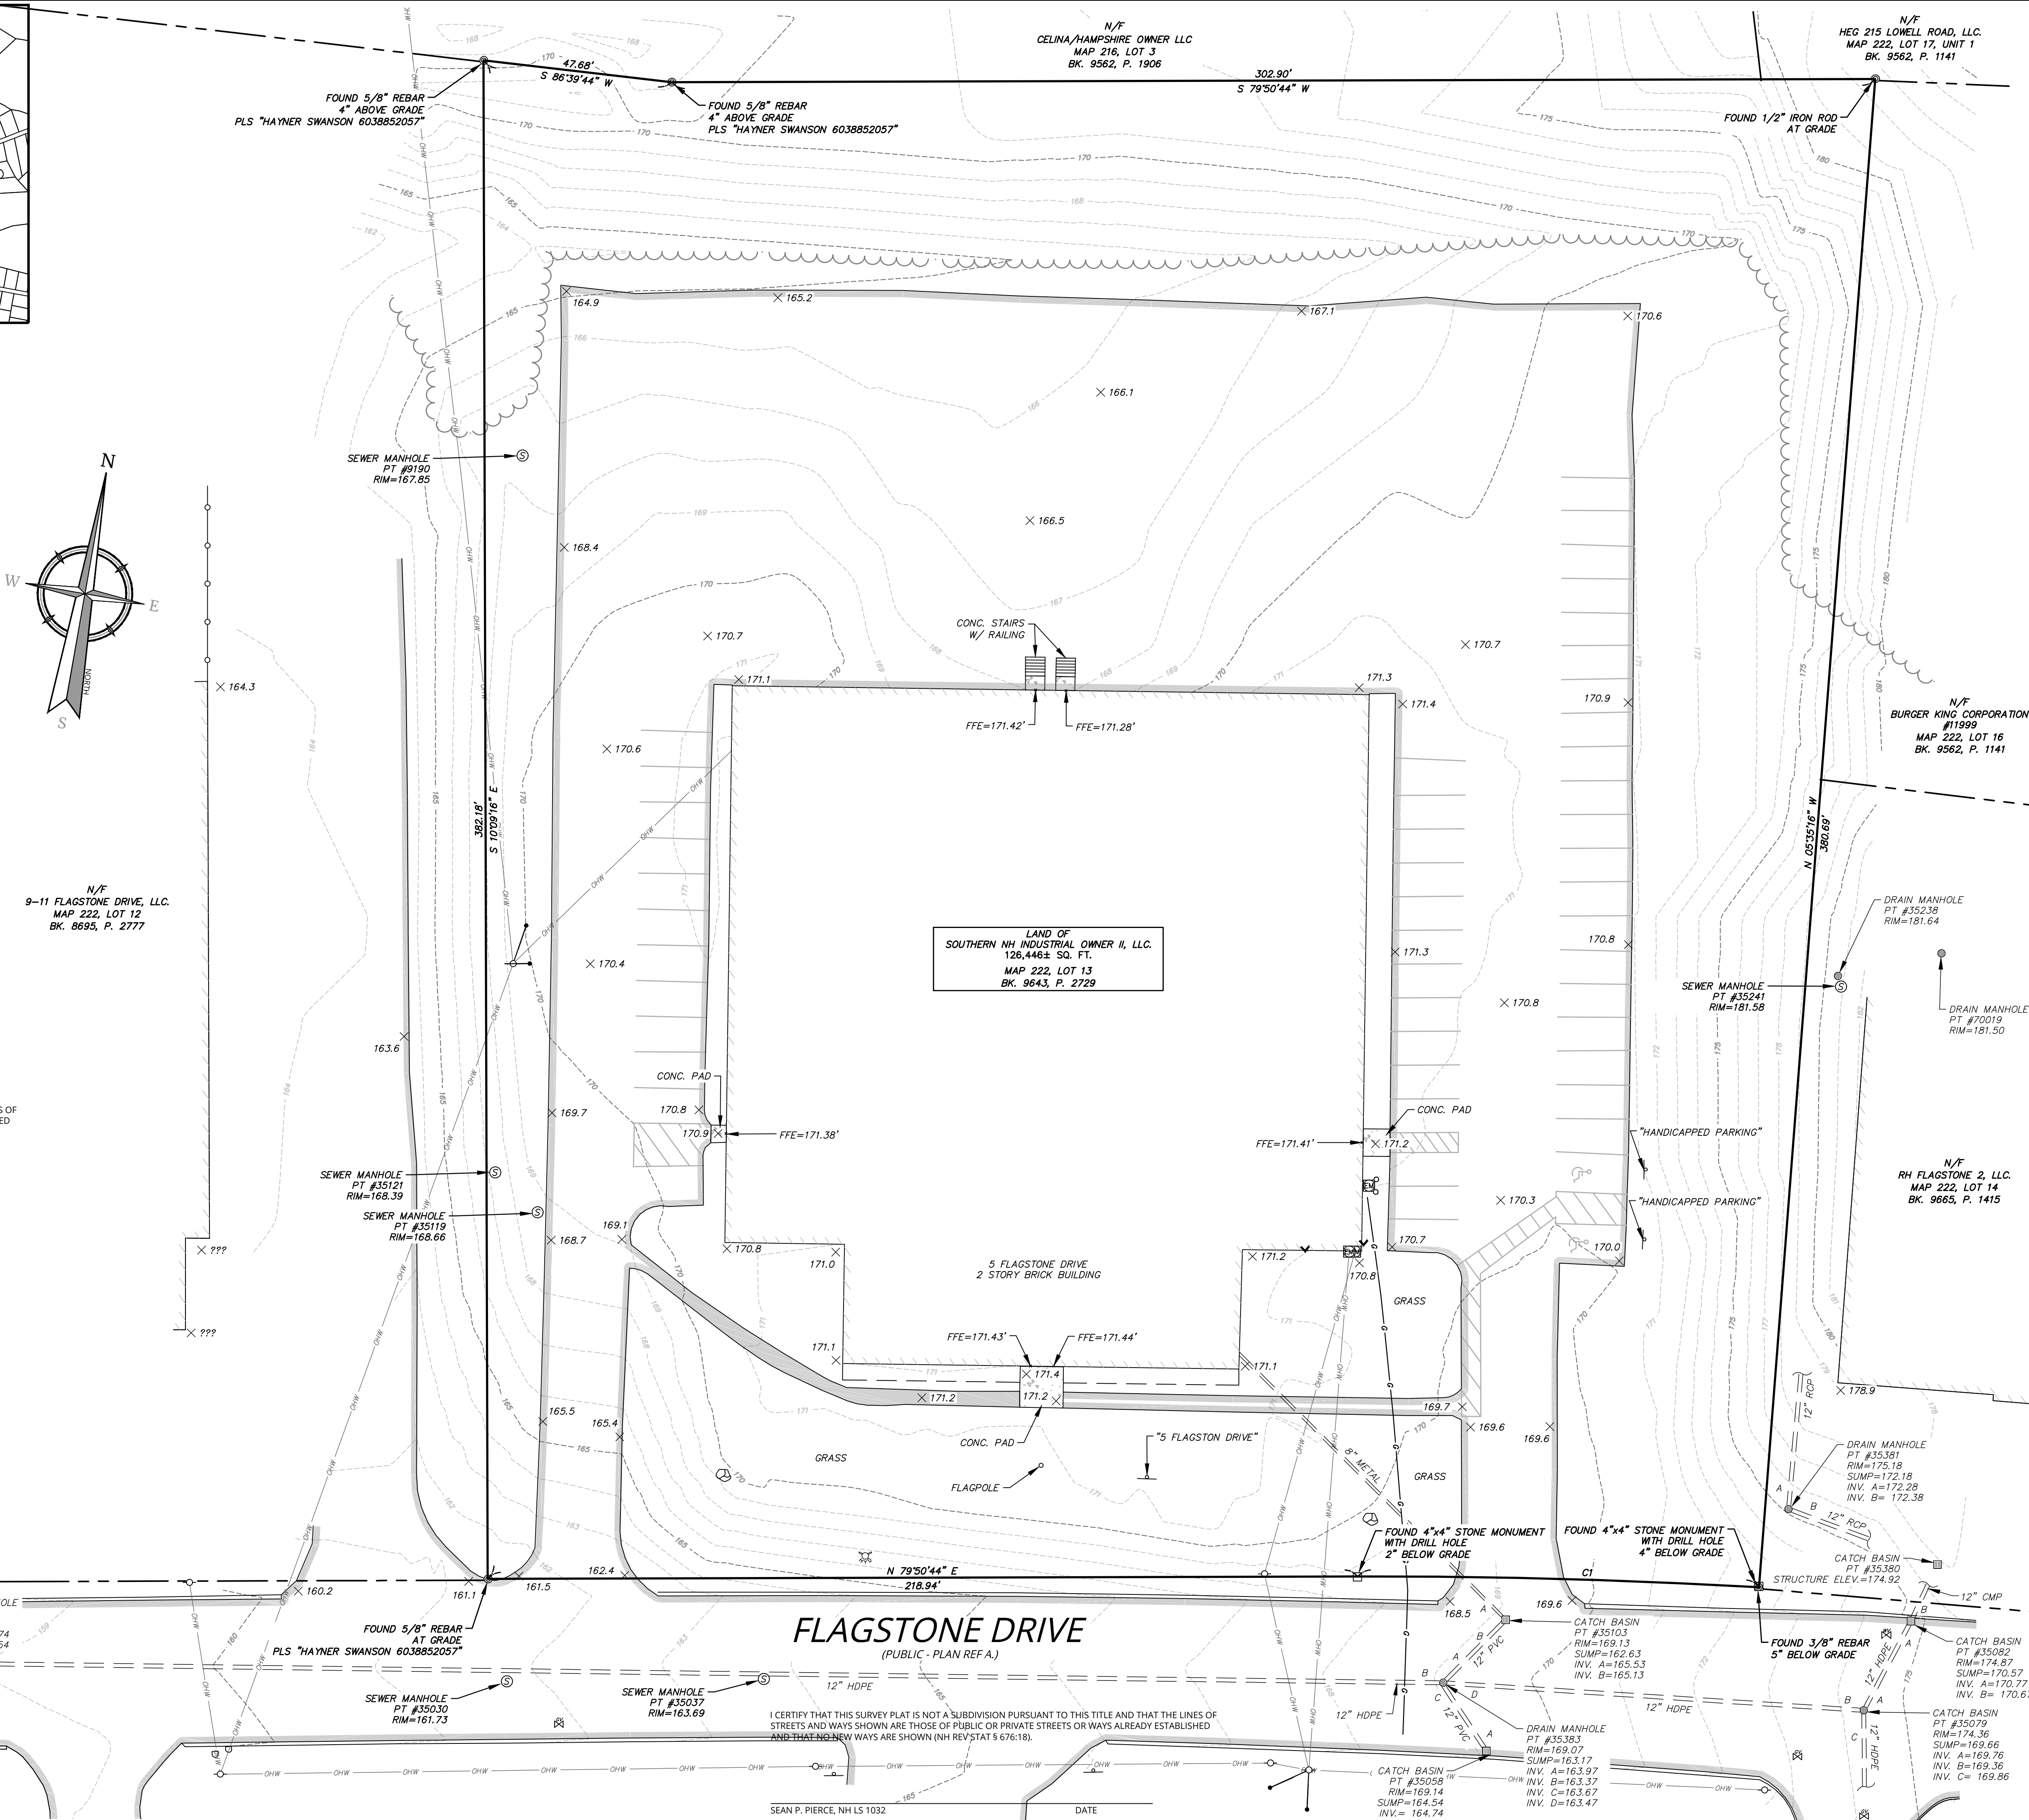 N/F
CELINA/HAMPSHIRE OWNER LLC
MAP 216, LOT 3
BK. 9562, P. 1906
N/F
HEG 215 LOWELL ROAD, LLC.
MAP 222, LOT 17, UNIT 1
BK. 9562, P. 1141
47.68'
S 86°39'44" W
302.90'
S 79°50'44" W
FOUND 5/8" REBAR
4" ABOVE GRADE
PLS "HAYNER SWANSON 6038852057"
FOUND 5/8" REBAR
4" ABOVE GRADE
PLS "HAYNER SWANSON 6038852057"
FOUND 1/2" IRON ROD
AT GRADE
164.9
165.2
167.1
170.6
166.1
SEWER MANHOLE
PT #9190
RIM=167.85
N
W
E
S
NORTH
166.5
168.4
170.7
CONC. STAIRS
W/ RAILING
170.7
164.3
171.1
171.3
171.4
170.9
FFE=171.42'
FFE=171.28'
170.6
N/F
BURGER KING CORPORATION
#11999
MAP 222, LOT 16
BK. 9562, P. 1141
382.18'
S 10°09'16" E
N 05°35'16" W
380.69'
N/F
9-11 FLAGSTONE DRIVE, LLC.
MAP 222, LOT 12
BK. 8695, P. 2777
LAND OF
SOUTHERN NH INDUSTRIAL OWNER II, LLC.
126,446± SQ. FT.
MAP 222, LOT 13
BK. 9643, P. 2729
170.4
171.3
170.8
170.8
DRAIN MANHOLE
PT #35238
RIM=181.64
SEWER MANHOLE
PT #35241
RIM=181.58
DRAIN MANHOLE
PT #70019
RIM=181.50
163.6
S OF
ED
CONC. PAD
169.7
170.8
170.9
FFE=171.38'
FFE=171.41'
171.2
CONC. PAD
"HANDICAPPED PARKING"
"HANDICAPPED PARKING"
N/F
RH FLAGSTONE 2, LLC.
MAP 222, LOT 14
BK. 9665, P. 1415
SEWER MANHOLE
PT #35121
RIM=168.39
SEWER MANHOLE
PT #35119
RIM=168.66
168.7
169.1
170.8
171.0
5 FLAGSTONE DRIVE
2 STORY BRICK BUILDING
171.2
170.8
170.7
170.3
170.0
EM
???
???
GRASS
FFE=171.43'
FFE=171.44'
171.1
171.4
171.2
171.1
171.2
165.5
165.4
169.7
169.6
169.6
178.9
CONC. PAD
"5 FLAGSTON DRIVE"
FLAGPOLE
GRASS
GRASS
8" METAL
12" RCP
DRAIN MANHOLE
PT #35381
RIM=175.18
SUMP=172.18
INV. A=172.28
INV. B= 172.38
A
B
12" RCP
FOUND 4"x4" STONE MONUMENT
WITH DRILL HOLE
2" BELOW GRADE
FOUND 4"x4" STONE MONUMENT
WITH DRILL HOLE
4" BELOW GRADE
CATCH BASIN
PT #35380
STRUCTURE ELEV.=174.92
12" CMP
160.2
161.1
161.5
162.4
N 79°50'44" E
218.94'
C1
168.5
169.6
FOUND 5/8" REBAR
AT GRADE
PLS "HAYNER SWANSON 6038852057"
FLAGSTONE DRIVE
(PUBLIC - PLAN REF A.)
CATCH BASIN
PT #35103
RIM=169.13
SUMP=162.63
INV. A=165.53
INV. B=165.13
FOUND 3/8" REBAR
5" BELOW GRADE
CATCH BASIN
PT #35082
RIM=174.87
SUMP=170.57
INV. A=170.77
INV. B= 170.67
SEWER MANHOLE
PT #35030
RIM=161.73
SEWER MANHOLE
PT #35037
RIM=163.69
12" HDPE
12" HDPE
12" PVC
12" PVC
12" HDPE
12" HDPE
12" HDPE
I CERTIFY THAT THIS SURVEY PLAT IS NOT A SUBDIVISION PURSUANT TO THIS TITLE AND THAT THE LINES OF
STREETS AND WAYS SHOWN ARE THOSE OF PUBLIC OR PRIVATE STREETS OR WAYS ALREADY ESTABLISHED
AND THAT NO NEW WAYS ARE SHOWN (NH REV STAT § 676:18).
DRAIN MANHOLE
PT #35383
RIM=169.07
SUMP=163.17
INV. A=163.97
INV. B=163.37
INV. C=163.67
INV. D=163.47
CATCH BASIN
PT #35079
RIM=174.36
SUMP=169.66
INV. A=169.76
INV. B=169.36
INV. C= 169.86
CATCH BASIN
PT #35058
RIM=169.14
SUMP=164.54
INV.= 164.74
SEAN P. PIERCE, NH LS 1032
DATE